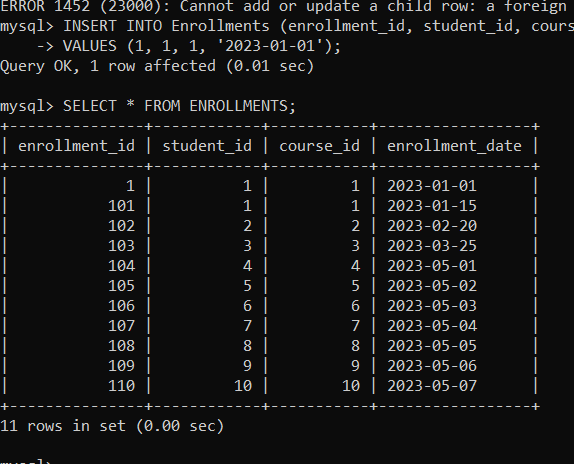 ERROR 1452 (23000): Cannot add or update a child row: a foreign
mysql> INSERT INTO Enrollments (enrollment_id, student_id, cours
    -> VALUES (1, 1, 1, '2023-01-01');
Query OK, 1 row affected (0.01 sec)
mysql> SELECT * FROM ENROLLMENTS;
+---------------+------------+-----------+-----------------+
| enrollment_id | student_id | course_id | enrollment_date |
+---------------+------------+-----------+-----------------+
|             1 |          1 |         1 | 2023-01-01      |
|           101 |          1 |         1 | 2023-01-15      |
|           102 |          2 |         2 | 2023-02-20      |
|           103 |          3 |         3 | 2023-03-25      |
|           104 |          4 |         4 | 2023-05-01      |
|           105 |          5 |         5 | 2023-05-02      |
|           106 |          6 |         6 | 2023-05-03      |
|           107 |          7 |         7 | 2023-05-04      |
|           108 |          8 |         8 | 2023-05-05      |
|           109 |          9 |         9 | 2023-05-06      |
|           110 |         10 |        10 | 2023-05-07      |
+---------------+------------+-----------+-----------------+
11 rows in set (0.00 sec)
mysql>